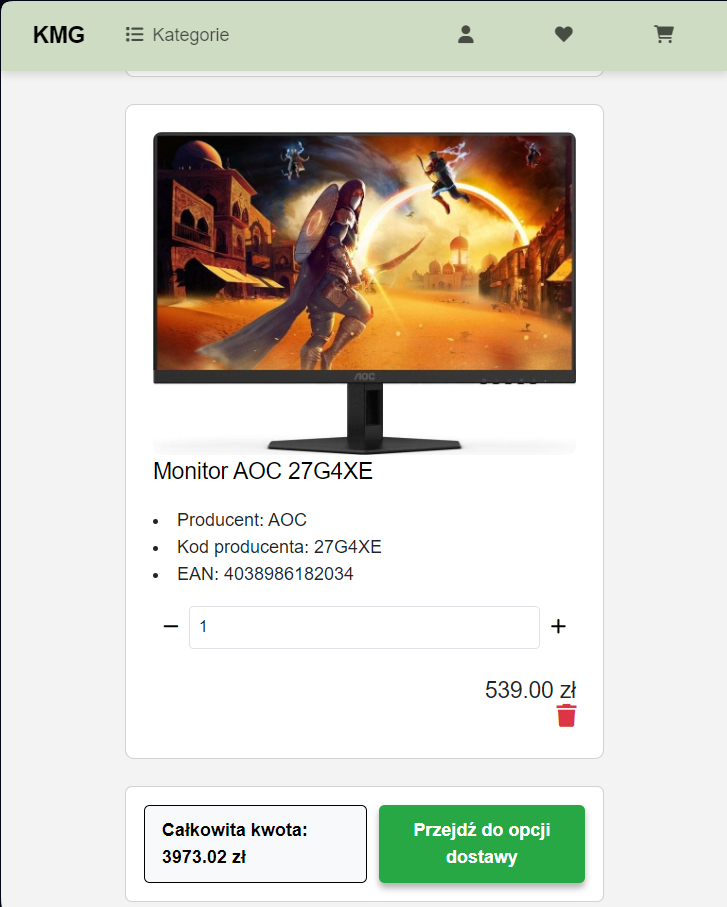 KMG
Kategorie
AOC
Monitor AOC 27G4XE
Producent: AOC
Kod producenta: 27G4XE
EAN: 4038986182034
1
539.00 zł
Całkowita kwota:
3973.02 zł
Przejdź do opcji
dostawy